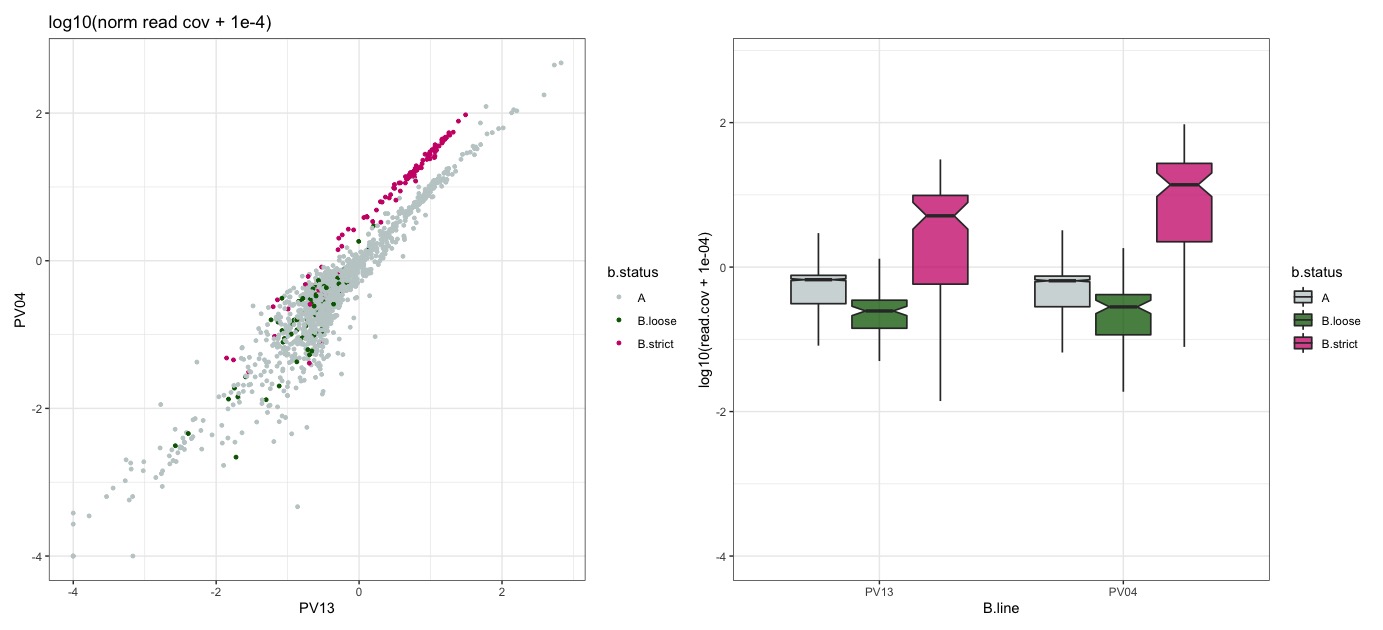 log10(norm read cov + 1e-4)
2
0
-2
-4
-4
-2
0
2
PV13
PV04
b.status
A
B.loose
B.strict
2
0
-2
-4
PV13
PV04
B.line
log10(read.cov + 1e-04)
b.status
A
B.loose
B.strict